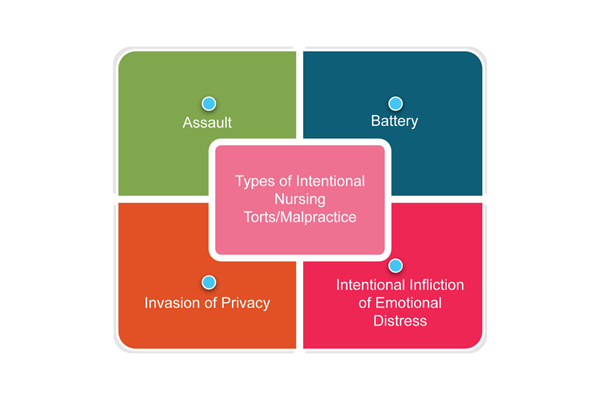 Assault
Battery
Types of Intentional
Nursing
Torts/Malpractice
Invasion of Privacy
Intentional Infliction
of Emotional
Distress